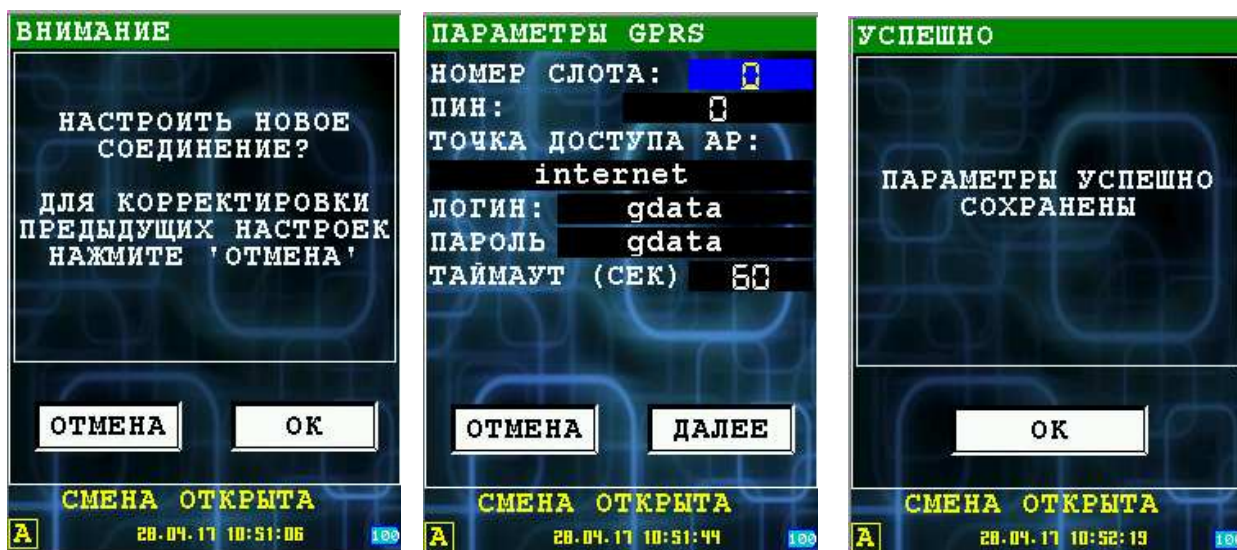 ВНИМАНИЕ
НАСТРОИТЬ НОВОЕ
СОЕДИНЕНИЕ?
ДЛЯ КОРРЕКТИРОВКИ
ПРЕДЫДУЩИХ НАСТРОЕК
НАЖМИТЕ 'ОТМЕНА'
ОТМЕНА ОК
СМЕНА ОТКРЫТА
А 28.04.17 10:51:06 100
ПАРАМЕТРЫ GPRS
НОМЕР СЛОТА: 0
ПИН: 0
ТОЧКА ДОСТУПА AP:
internet
ЛОГИН: gdata
ПАРОЛЬ gdata
ТАЙМАУТ (СЕК) 60
ОТМЕНА ДАЛЕЕ
СМЕНА ОТКРЫТА
А 28.04.17 10:51:44 100
УСПЕШНО
ПАРАМЕТРЫ УСПЕШНО
СОХРАНЕНЫ
ОК
СМЕНА ОТКРЫТА
А 28.04.17 10:52:19 100